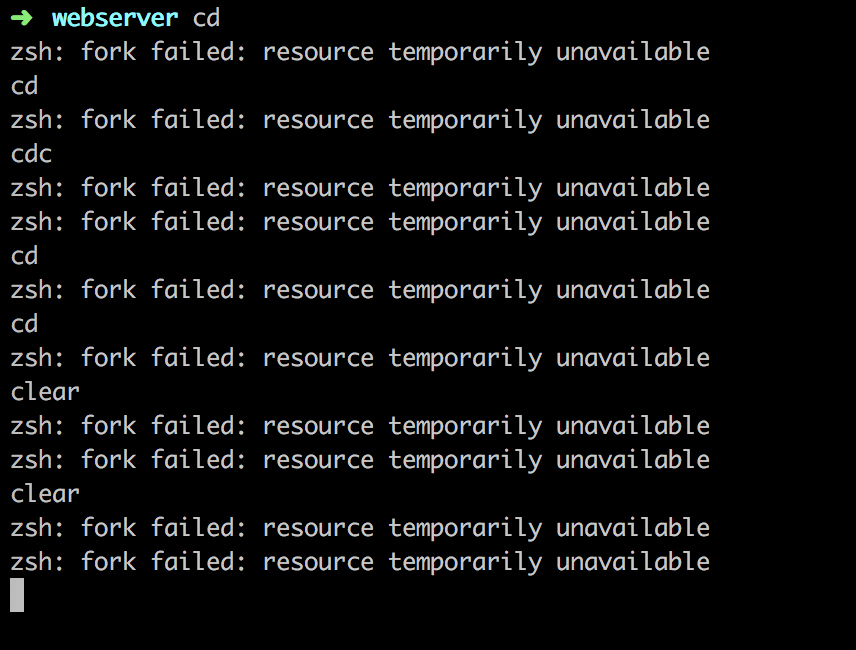 ➜ webserver cd
zsh: fork failed: resource temporarily unavailable
cd
zsh: fork failed: resource temporarily unavailable
cdc
zsh: fork failed: resource temporarily unavailable
zsh: fork failed: resource temporarily unavailable
cd
zsh: fork failed: resource temporarily unavailable
cd
zsh: fork failed: resource temporarily unavailable
clear
zsh: fork failed: resource temporarily unavailable
zsh: fork failed: resource temporarily unavailable
clear
zsh: fork failed: resource temporarily unavailable
zsh: fork failed: resource temporarily unavailable